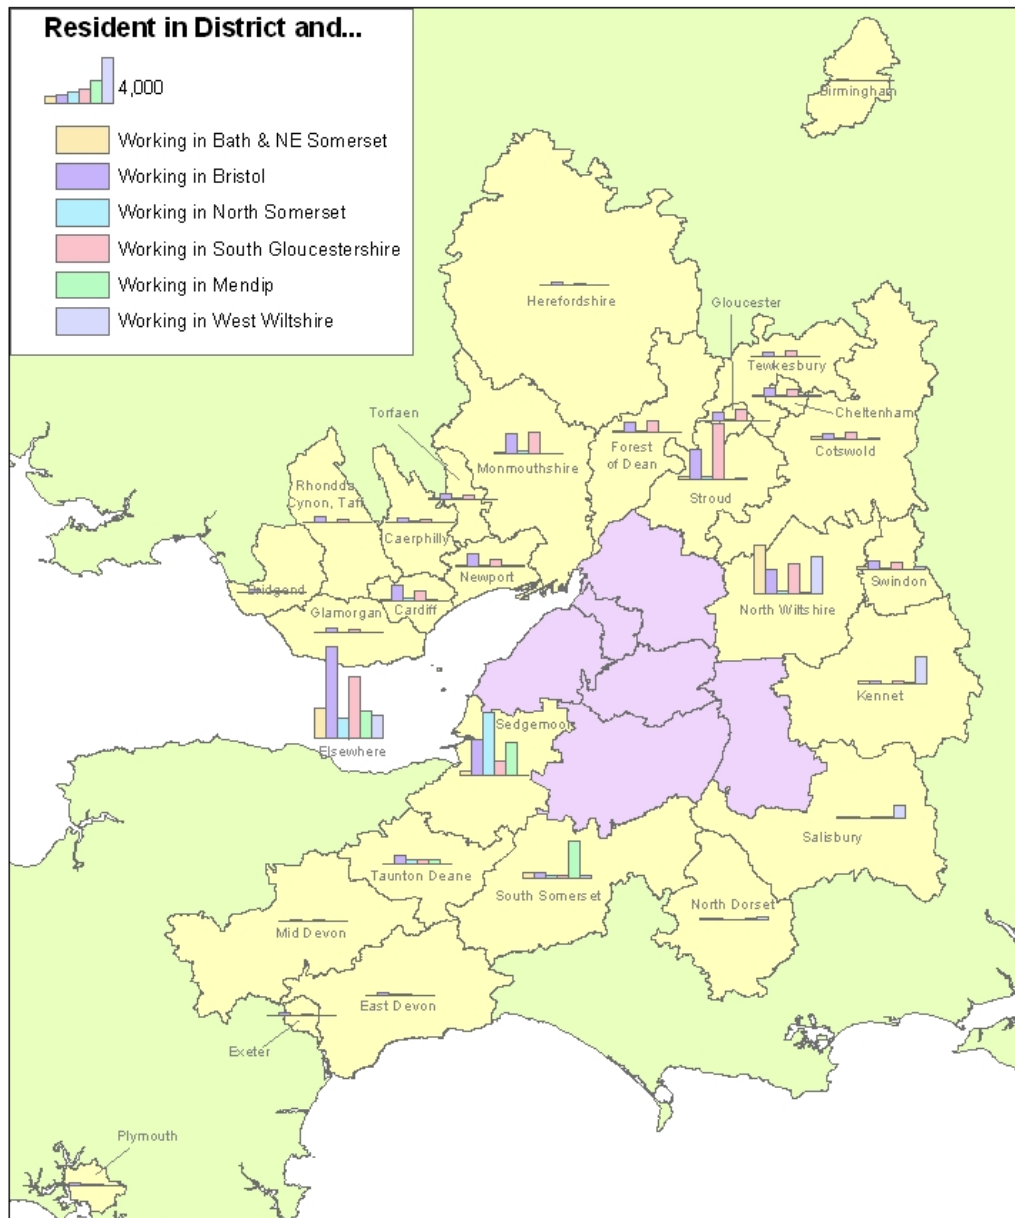 Resident in District and...
4,000
Working in Bath & NE Somerset
Working in Bristol
Working in North Somerset
Working in South Gloucestershire
Working in Mendip
Working in West Wiltshire
Birmingham
Herefordshire
Gloucester
Tewkesbury
Cheltenham
Torfaen
Monmouthshire
Forest
of Dean
Cotswold
Stroud
Rhondda
Cynon, Taff
Caerphilly
Newport
Bridgend
Cardiff
Glamorgan
North Wiltshire
Swindon
Kennet
Elsewhere
Sedgemoor
Salisbury
Taunton Deane
South Somerset
North Dorset
Mid Devon
East Devon
Exeter
Plymouth